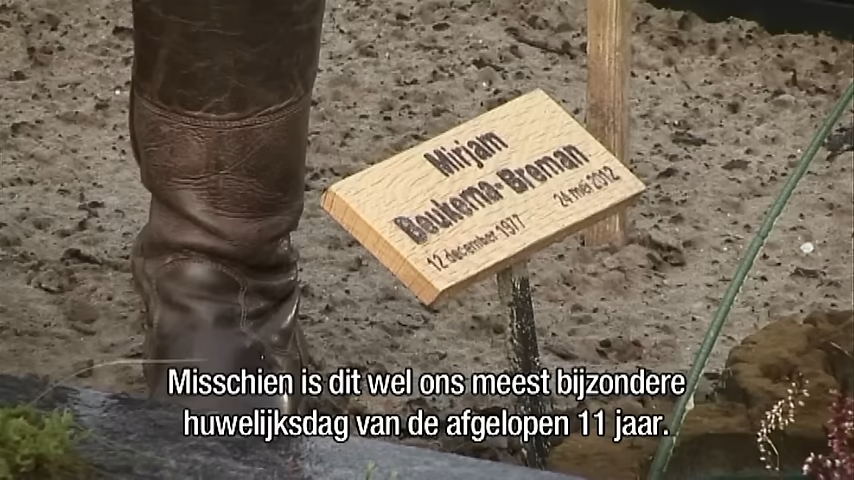 Mirjam
Beukema-Breman
12 december 1977 24 mei 2012
Misschien is dit wel ons meest bijzondere
huwelijksdag van de afgelopen 11 jaar.